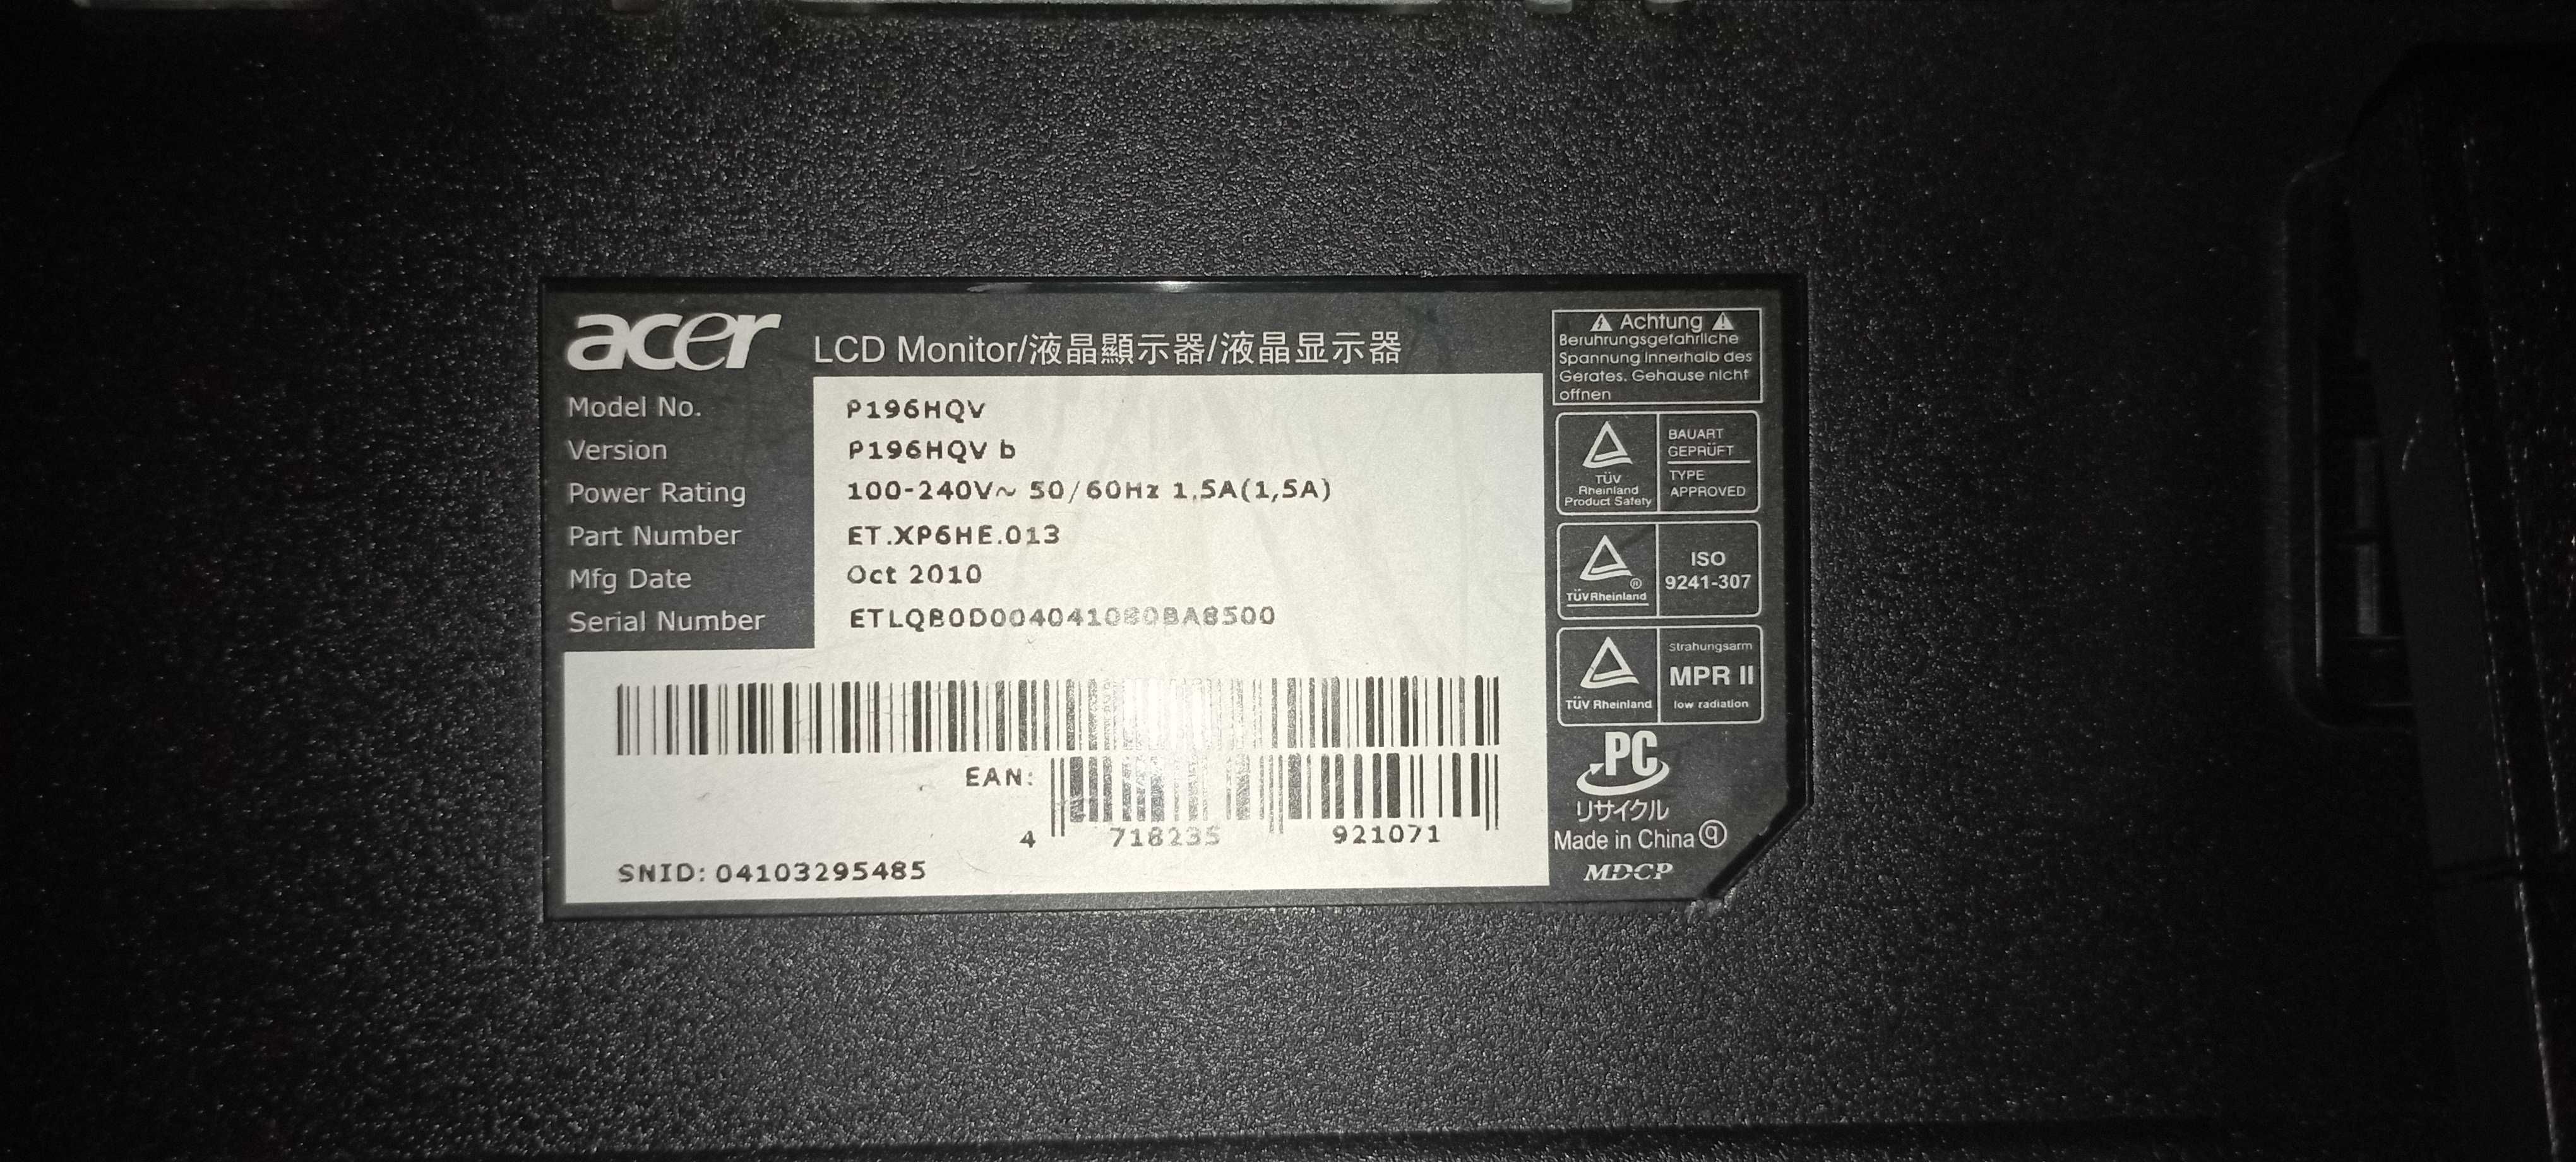 acer LCD Monitor/液晶顯示器/液晶显示器
Model No. P196HQV
Version P196HQV b
Power Rating 100-240V~ 50/60Hz 1.5A(1,5A)
Part Number ET.XP6HE.013
Mfg Date Oct 2010
Serial Number ETLQB0D004041080BA8500
EAN:
4 718235 921071
SNID: 04103295485
Achtung
Beruhrungsgefahrliche
Spannung innerhalb des
Gerates. Gehause nicht
offnen
TÜV
Rheinland
Product Safety
BAUART
GEPRÜFT
TYPE
APPROVED
TÜVRheinland
ISO
9241-307
TÜV Rheinland
Strahungsarm
MPR II
low radiation
PC
リサイクル
Made in China q
MDCP